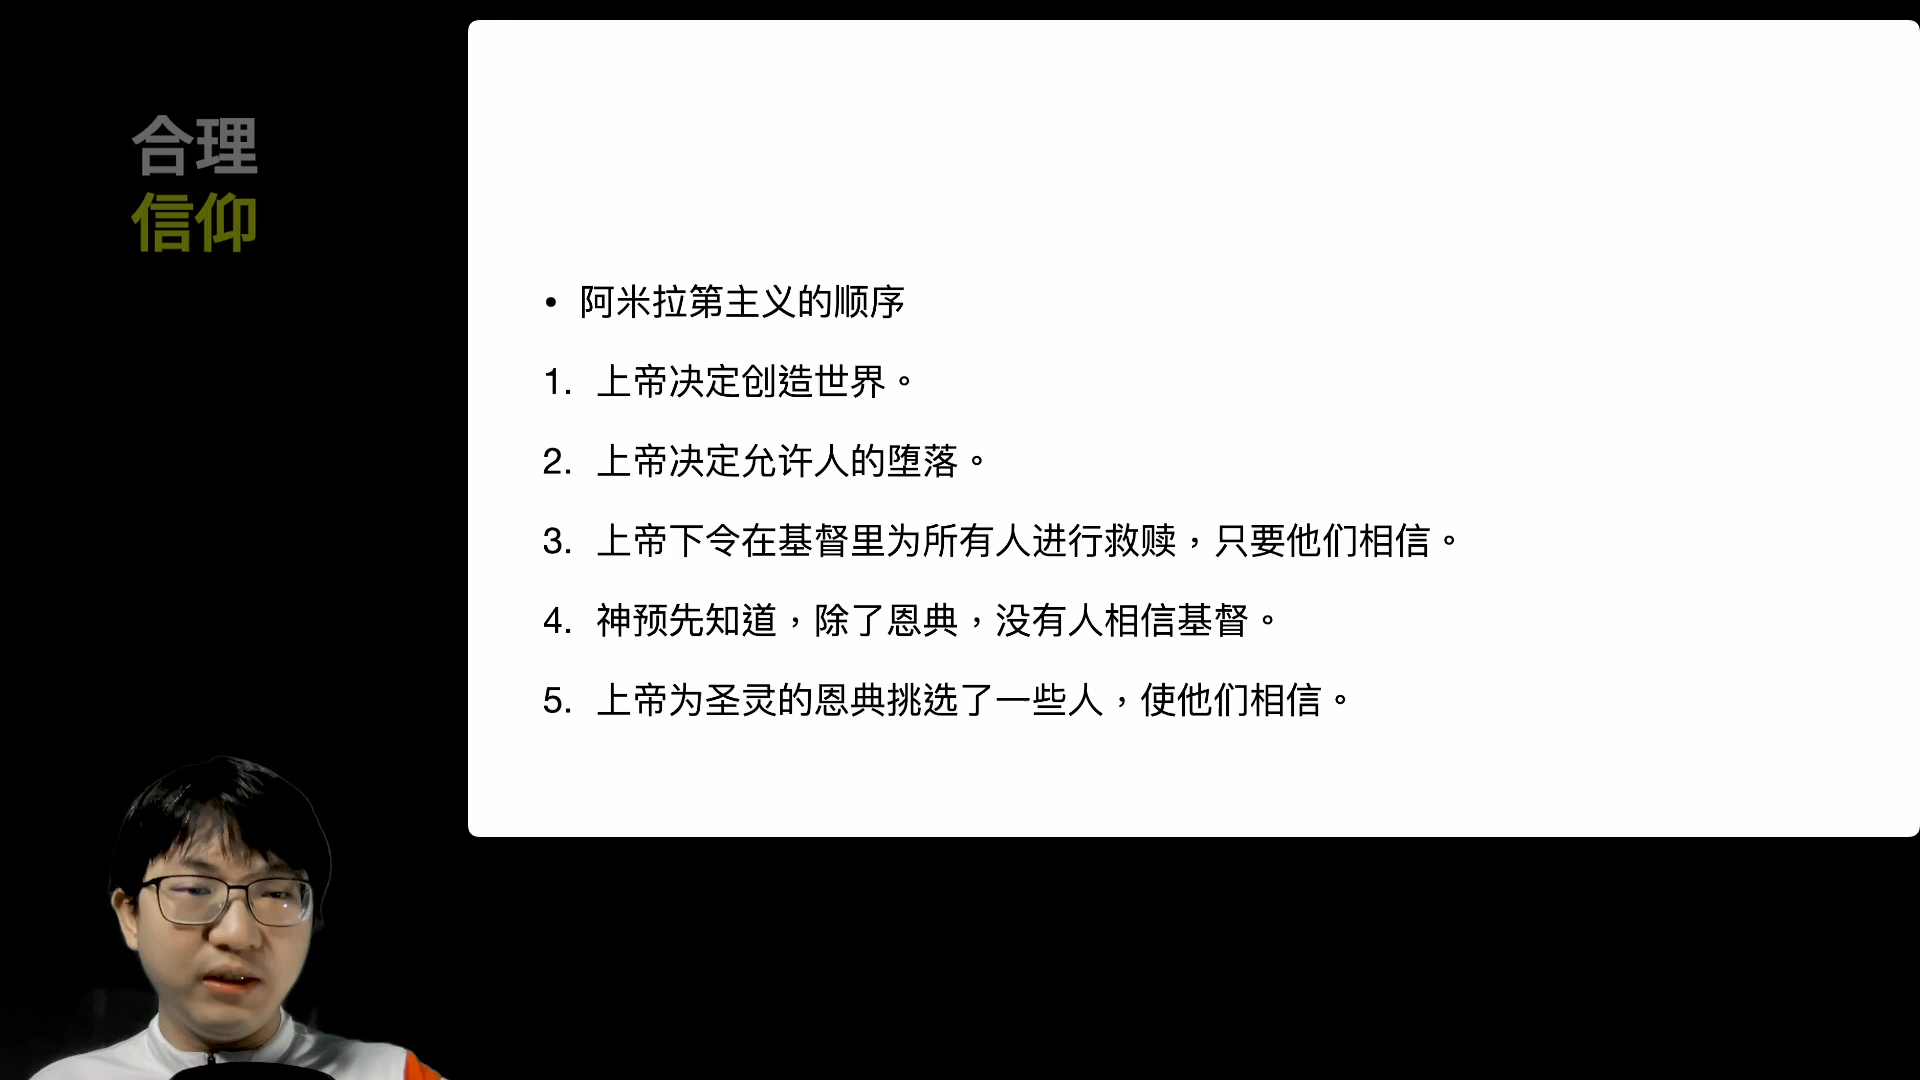 合理
信仰
• 阿米拉第主义的顺序
1. 上帝决定创造世界。
2. 上帝决定允许人的堕落。
3. 上帝下令在基督里为所有人进行救赎，只要他们相信。
4. 神预先知道，除了恩典，没有人相信基督。
5. 上帝为圣灵的恩典挑选了一些人，使他们相信。